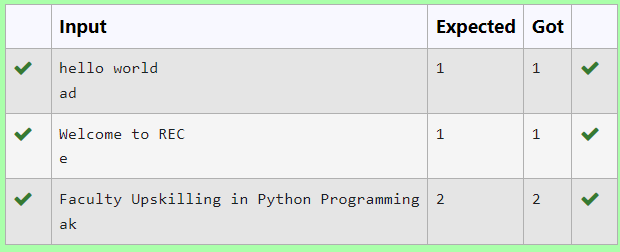 Input Expected Got
hello world 1 1
ad
Welcome to REC 1 1
e
Faculty Upskilling in Python Programming 2 2
ak